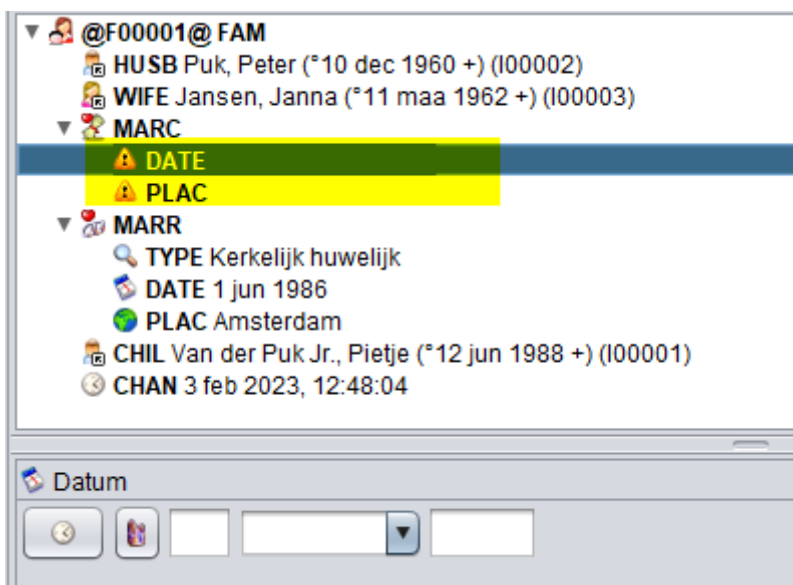 @F00001@ FAM
HUSB Puk, Peter (°10 dec 1960 +) (I00002)
WIFE Jansen, Janna (°11 maa 1962 +) (I00003)
MARC
DATE
PLAC
MARR
TYPE Kerkelijk huwelijk
DATE 1 jun 1986
PLAC Amsterdam
CHIL Van der Puk Jr., Pietje (°12 jun 1988 +) (I00001)
CHAN 3 feb 2023, 12:48:04
Datum